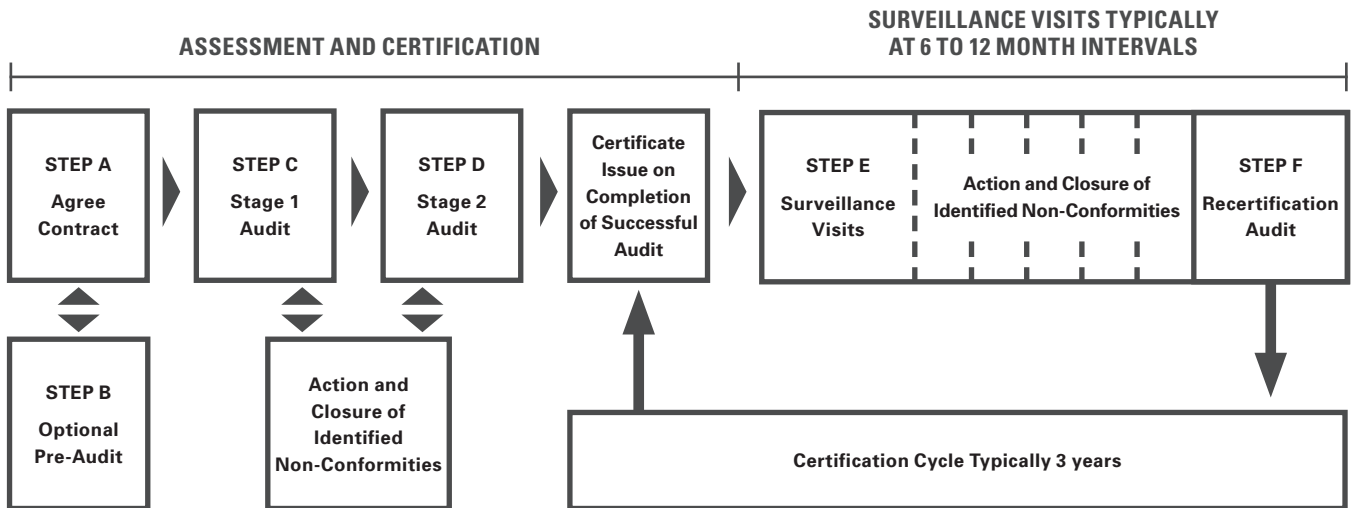 ASSESSMENT AND CERTIFICATION
SURVEILLANCE VISITS TYPICALLY
AT 6 TO 12 MONTH INTERVALS
STEP A
Agree
Contract
STEP C
Stage 1
Audit
STEP D
Stage 2
Audit
Certificate
Issue on
Completion
of Successful
Audit
STEP E
Surveillance
Visits
Action and Closure of
Identified Non-Conformities
STEP F
Recertification
Audit
STEP B
Optional
Pre-Audit
Action and
Closure of
Identified
Non-Conformities
Certification Cycle Typically 3 years